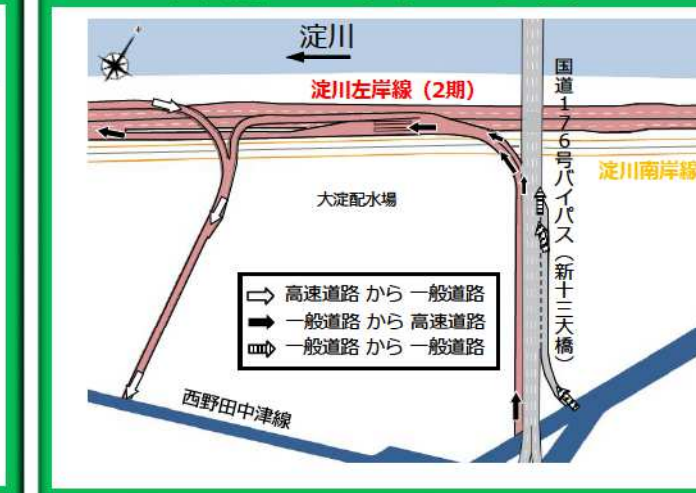 淀川
淀川左岸線（2期）
国道176号バイパス（新十三大橋）
淀川南岸線
大淀配水場
高速道路 から 一般道路
一般道路 から 高速道路
一般道路 から 一般道路
西野田中津線